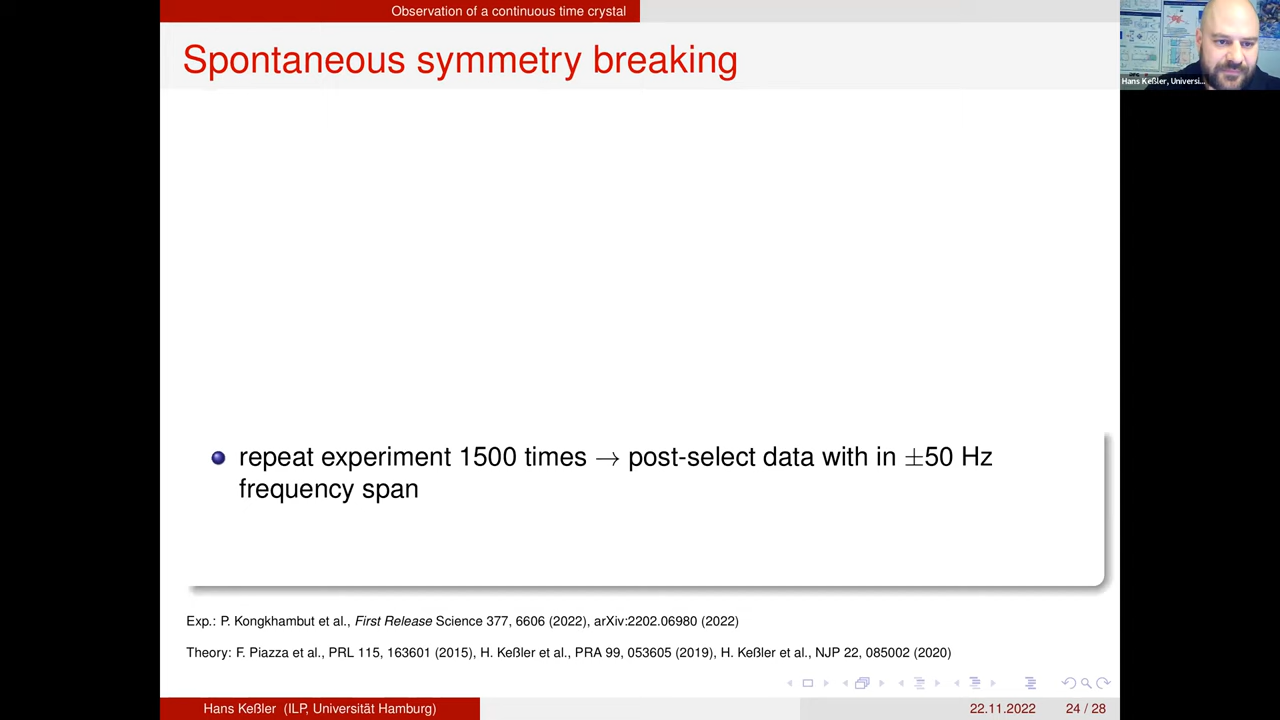 Observation of a continuous time crystal
Spontaneous symmetry breaking
Hans Keßler, Universi...
repeat experiment 1500 times → post-select data with in ±50 Hz
frequency span
Exp.: P. Kongkhambut et al., First Release Science 377, 6606 (2022), arXiv:2202.06980 (2022)
Theory: F. Piazza et al., PRL 115, 163601 (2015), H. Keßler et al., PRA 99, 053605 (2019), H. Keßler et al., NJP 22, 085002 (2020)
Hans Keßler (ILP, Universität Hamburg) 22.11.2022 24 / 28